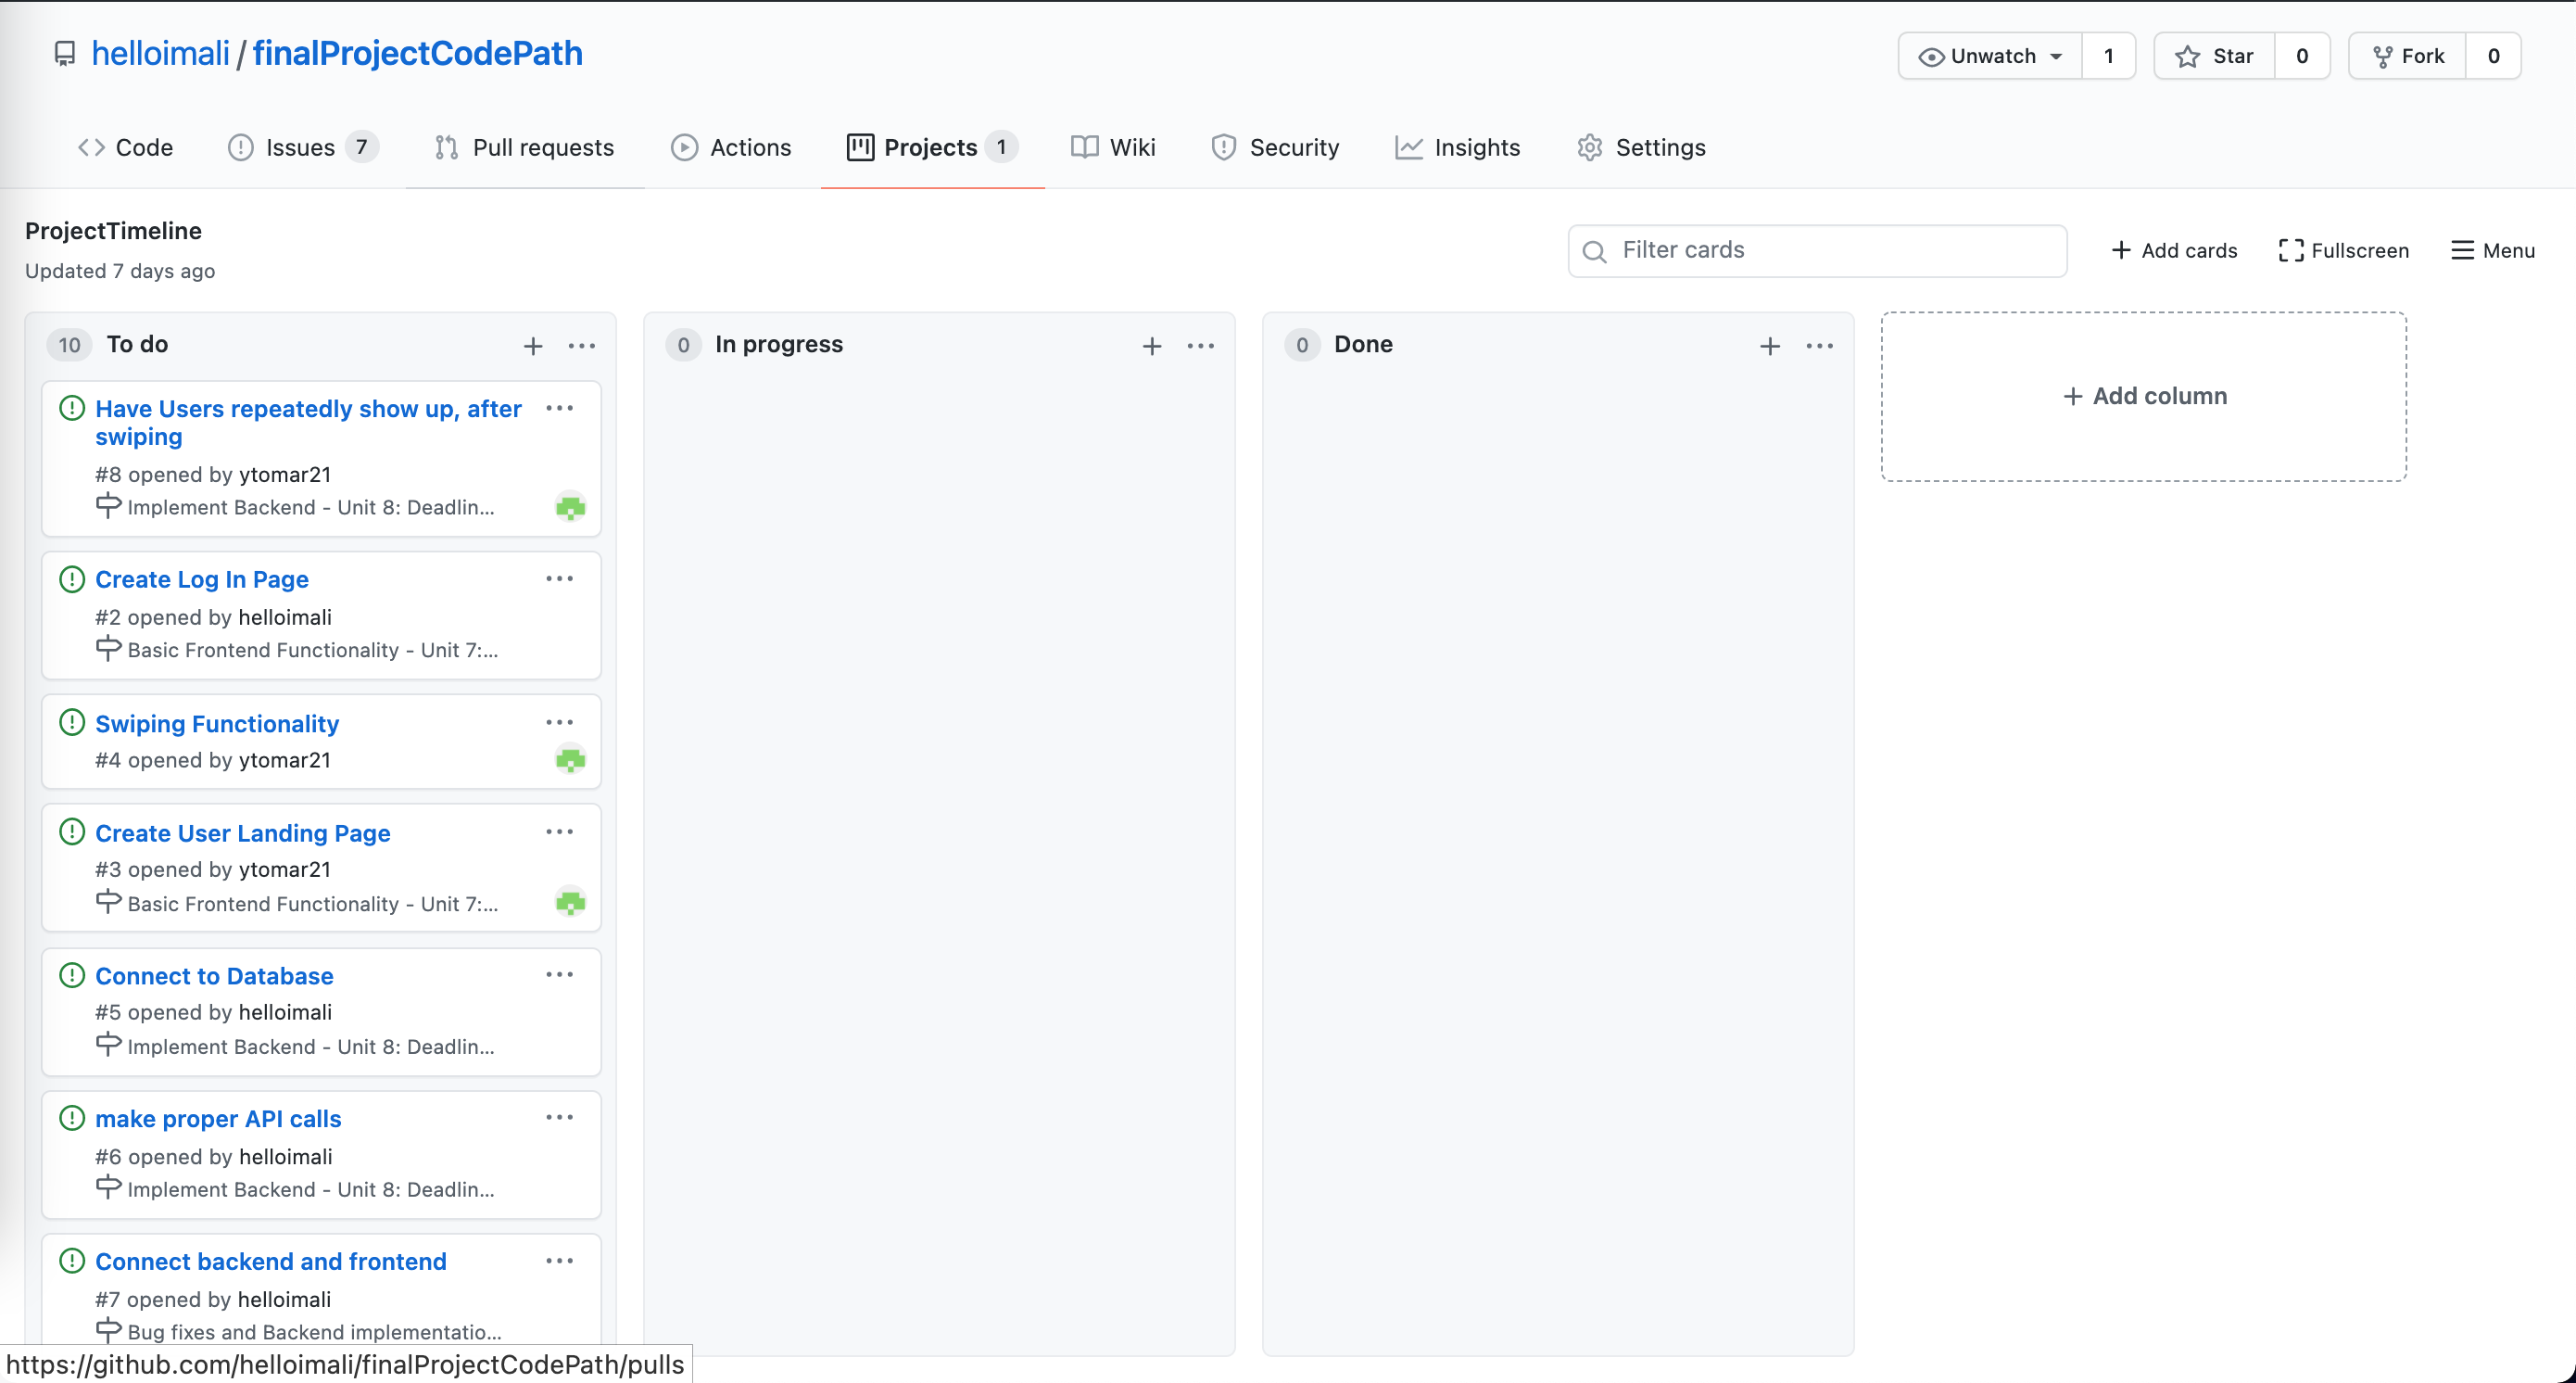 helloimali / finalProjectCodePath
Unwatch 1
Star 0
Fork 0
Code
Issues 7
Pull requests
Actions
Projects 1
Wiki
Security
Insights
Settings
ProjectTimeline
Updated 7 days ago
Filter cards
+ Add cards
Fullscreen
Menu
10 To do + ...
Have Users repeatedly show up, after ...
swiping
#8 opened by ytomar21
Implement Backend - Unit 8: Deadlin...
Create Log In Page ...
#2 opened by helloimali
Basic Frontend Functionality - Unit 7:...
Swiping Functionality ...
#4 opened by ytomar21
Create User Landing Page ...
#3 opened by ytomar21
Basic Frontend Functionality - Unit 7:...
Connect to Database ...
#5 opened by helloimali
Implement Backend - Unit 8: Deadlin...
make proper API calls ...
#6 opened by helloimali
Implement Backend - Unit 8: Deadlin...
Connect backend and frontend ...
#7 opened by helloimali
Bug fixes and Backend implementatio...
0 In progress + ...
0 Done + ...
+ Add column
https://github.com/helloimali/finalProjectCodePath/pulls